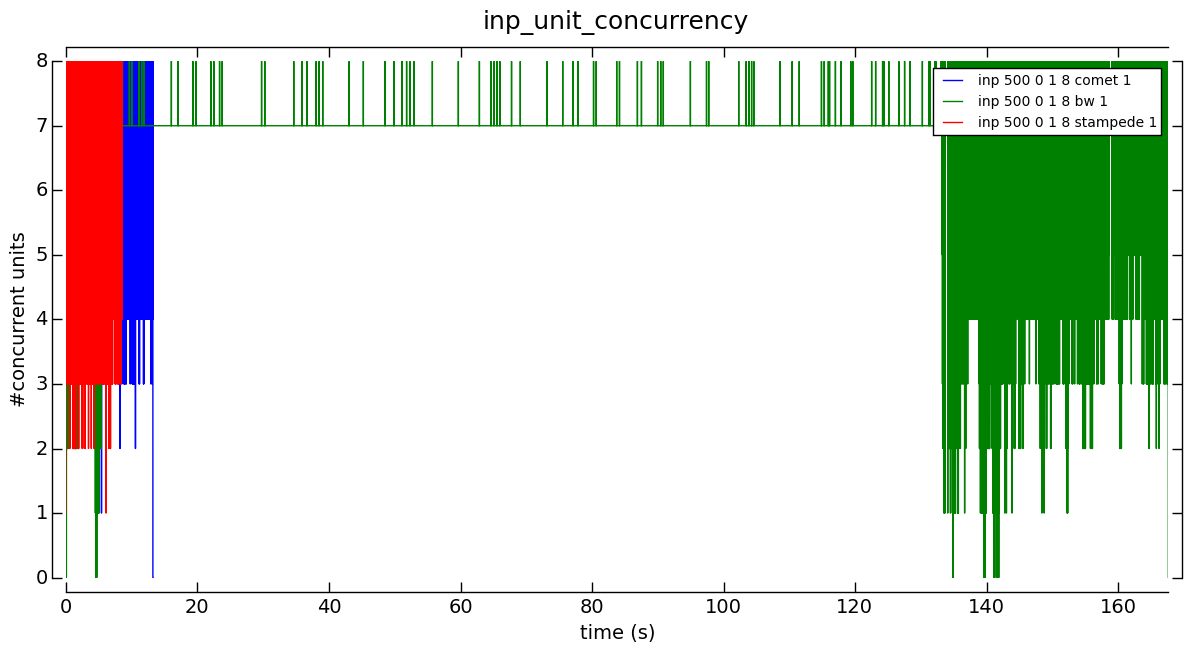 inp_unit_concurrency
8
7
6
5
4
3
2
1
0
#concurrent units
inp 500 0 1 8 comet 1
inp 500 0 1 8 bw 1
inp 500 0 1 8 stampede 1
0 20 40 60 80 100 120 140 160
time (s)